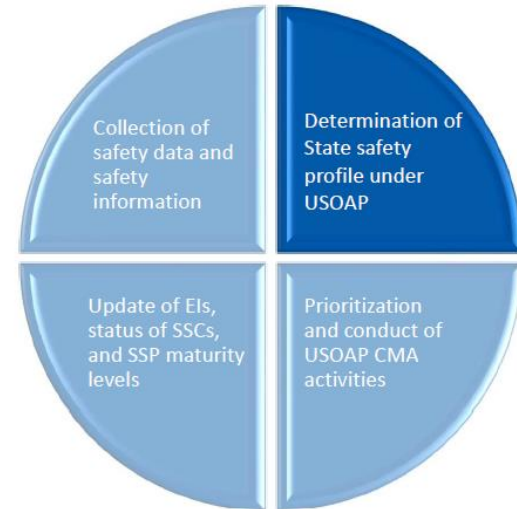 Collection of
safety data and
safety
information
Determination of
State safety
profile under
USOAP
Update of EIs,
status of SSCs,
and SSP maturity
levels
Prioritization
and conduct of
USOAP CMA
activities